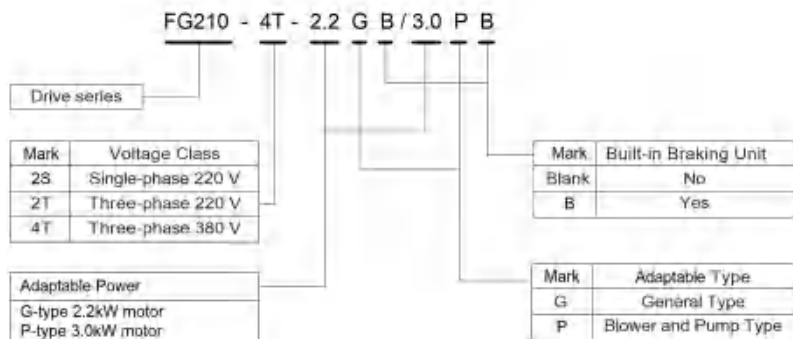 FG210 - 4T - 2.2 G B / 3.0 P B
Drive series
Mark Voltage Class
2S Single-phase 220 V
2T Three-phase 220 V
4T Three-phase 380 V
Adaptable Power
G-type 2.2kW motor
P-type 3.0kW motor
Mark Built-in Braking Unit
Blank No
B Yes
Mark Adaptable Type
G General Type
P Blower and Pump Type